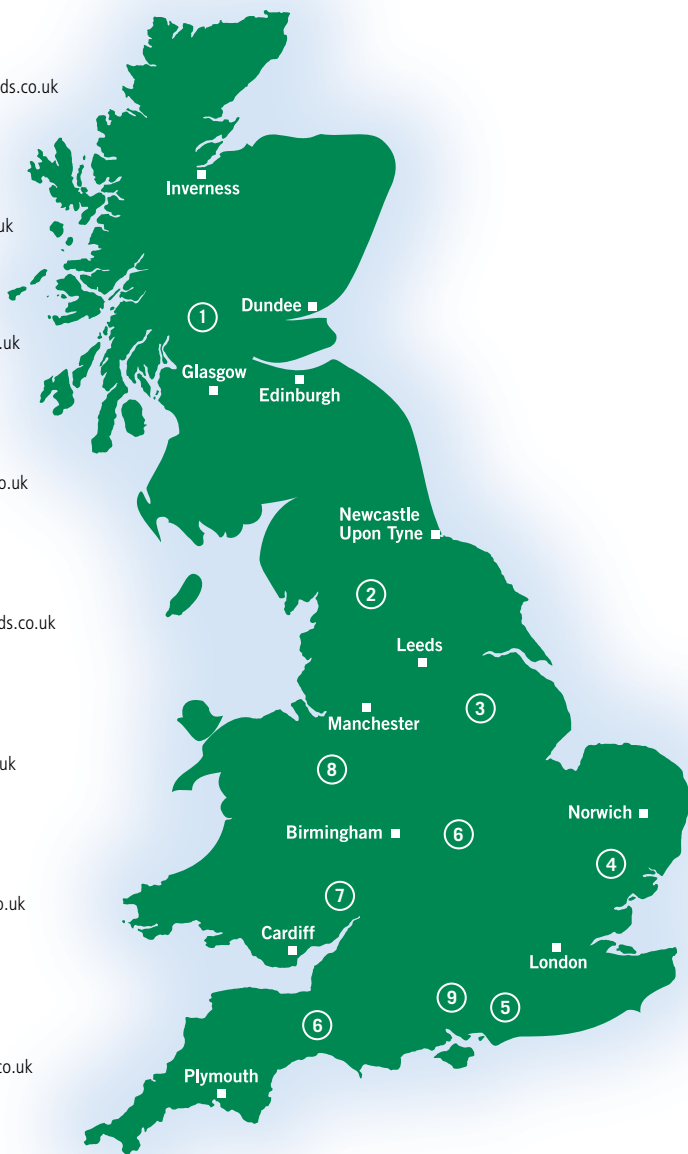 ds.co.uk
Inverness
uk
Dundee
1
.uk
Glasgow
Edinburgh
o.uk
Newcastle
Upon Tyne
2
ds.co.uk
Leeds
3
Manchester
uk
8
Norwich
Birmingham
6
4
7
o.uk
Cardiff
London
9
5
6
co.uk
Plymouth